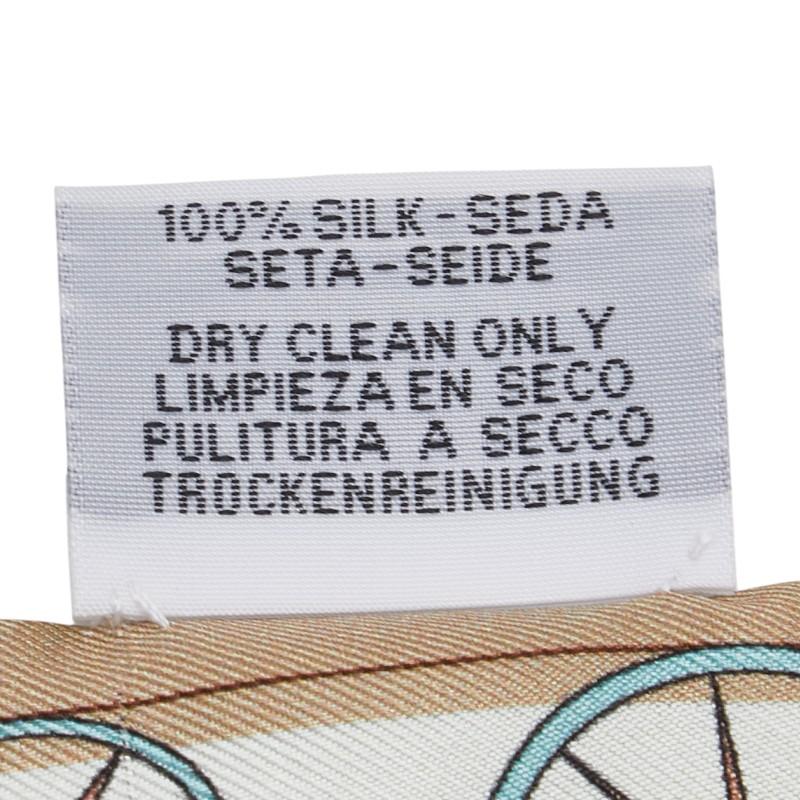 100% SILK-SEDA
SETA-SEIDE
DRY CLEAN ONLY
LIMPIEZA EN SECO
PULITURA A SECCO
TROCKENREINIGUNG